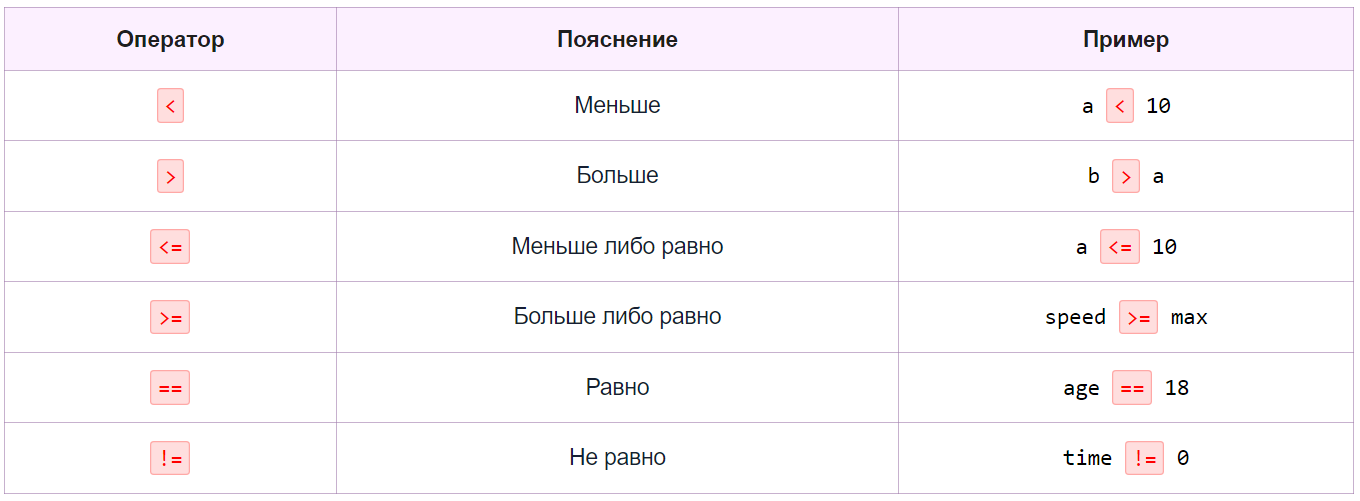 Оператор Пояснение Пример
< Меньше a < 10
> Больше b > a
<= Меньше либо равно a <= 10
>= Больше либо равно speed >= max
== Равно age == 18
!= Не равно time != 0